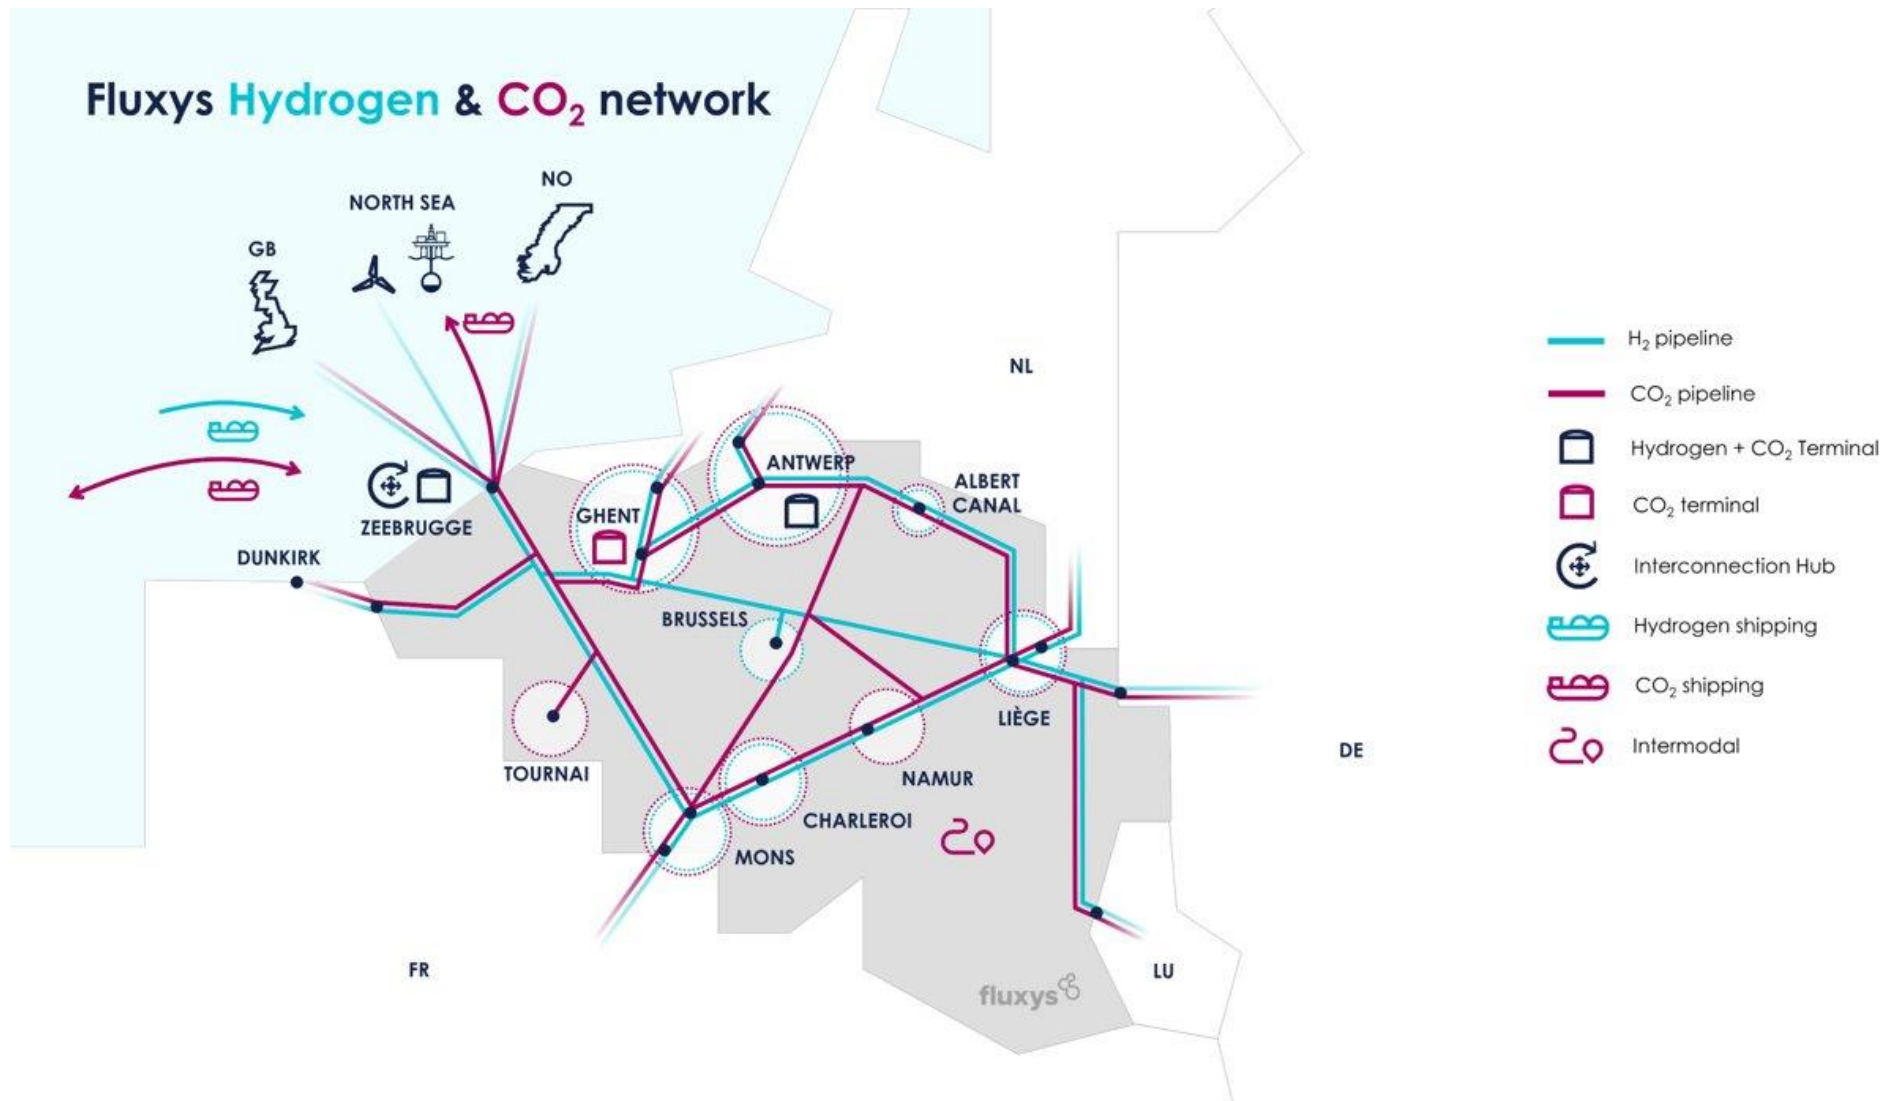 Fluxys Hydrogen & CO₂ network
NO
NORTH SEA
GB
NL
ANTWERP
ALBERT
CANAL
GHENT
ZEEBRUGGE
DUNKIRK
BRUSSELS
LIÈGE
TOURNAI
NAMUR
CHARLEROI
MONS
DE
FR
LU
fluxys
H₂ pipeline
CO₂ pipeline
Hydrogen + CO₂ Terminal
CO₂ terminal
Interconnection Hub
Hydrogen shipping
CO₂ shipping
Intermodal